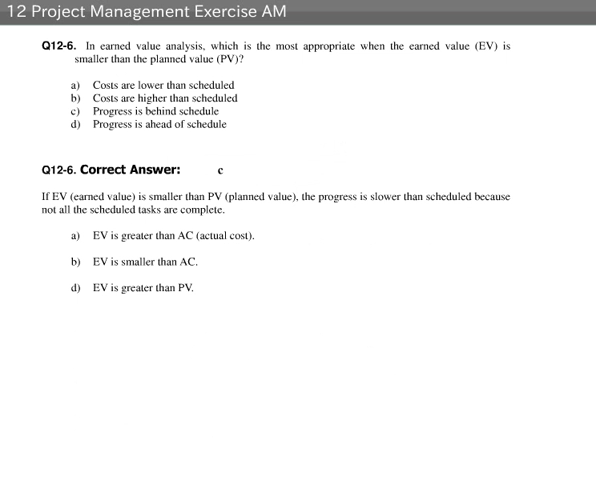 12 Project Management Exercise AM
Q12-6. In earned value analysis, which is the most appropriate when the earned value (EV) is
smaller than the planned value (PV)?
a) Costs are lower than scheduled
b) Costs are higher than scheduled
c) Progress is behind schedule
d) Progress is ahead of schedule
Q12-6. Correct Answer: c
If EV (earned value) is smaller than PV (planned value), the progress is slower than scheduled because
not all the scheduled tasks are complete.
a) EV is greater than AC (actual cost).
b) EV is smaller than AC.
d) EV is greater than PV.